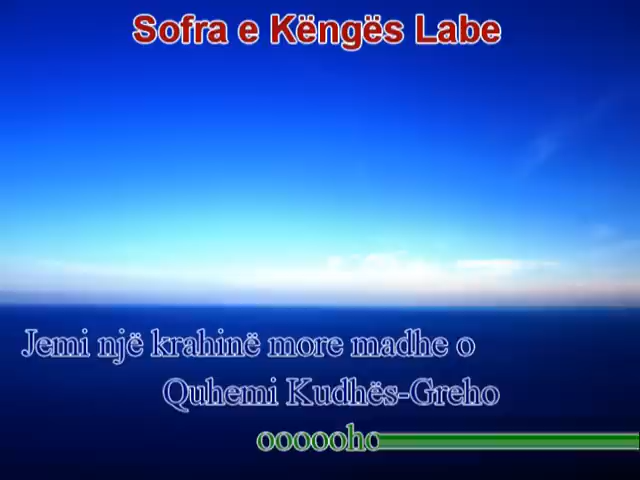 Sofra e Këngës Labe
Jemi një krahinë more madhe o
Quhemi Kudhës-Greho
oooooho